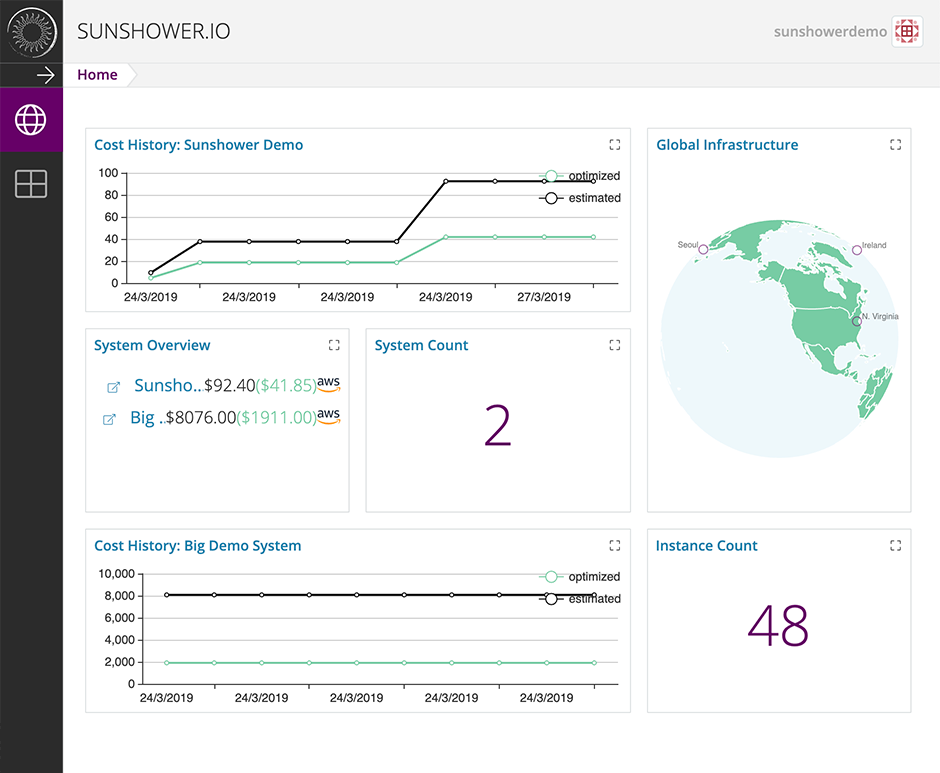 SUNSHOWER.IO
sunshowerdemo
Home
Cost History: Sunshower Demo
100
80
60
40
20
0
optimized
estimated
24/3/2019 24/3/2019 24/3/2019 24/3/2019 27/3/2019
Global Infrastructure
Seoul
Ireland
N. Virginia
System Overview
Sunsho..$92.40($41.85) aws
Big ..$8076.00($1911.00) aws
System Count
2
Cost History: Big Demo System
10,000
8,000
6,000
4,000
2,000
0
optimized
estimated
24/3/2019 24/3/2019 24/3/2019 24/3/2019 24/3/2019
Instance Count
48